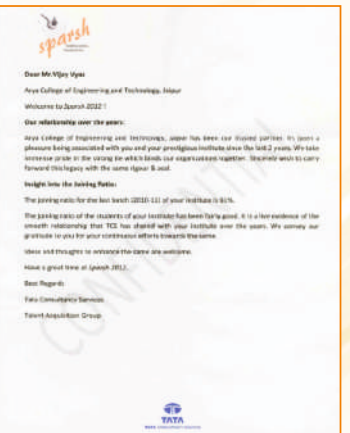 sparsh
Dear Mr. Vijay Vyas
Arya College of Engineering and Technology, Jaipur
Welcome to Sparsh 2012 !
Our relationship over the years:
Arya College of Engineering and Technology, Jaipur has been our trusted partner. It's been a
pleasure being associated with you and your prestigious institute since the last 2 years. We take
immense pride in the strong tie which binds our organizations together. Sincerely wish to carry
forward this legacy with the same rigour & zeal.
Insight into the Joining Ratio:
The joining ratio for the last batch (2010-11) of your institute is 61%.
The joining ratio of the students of your institute has been fairly good. It is a live evidence of the
smooth relationship that TCS has shared with your institute over the years. We convey our
gratitude to you for your continuous efforts towards the same.
Ideas and thoughts to enhance the same are welcome.
Have a great time at Sparsh 2012.
Best Regards
Tata Consultancy Services
Talent Acquisition Group
CONFIDENTIAL
TATA
TATA CONSULTANCY SERVICES